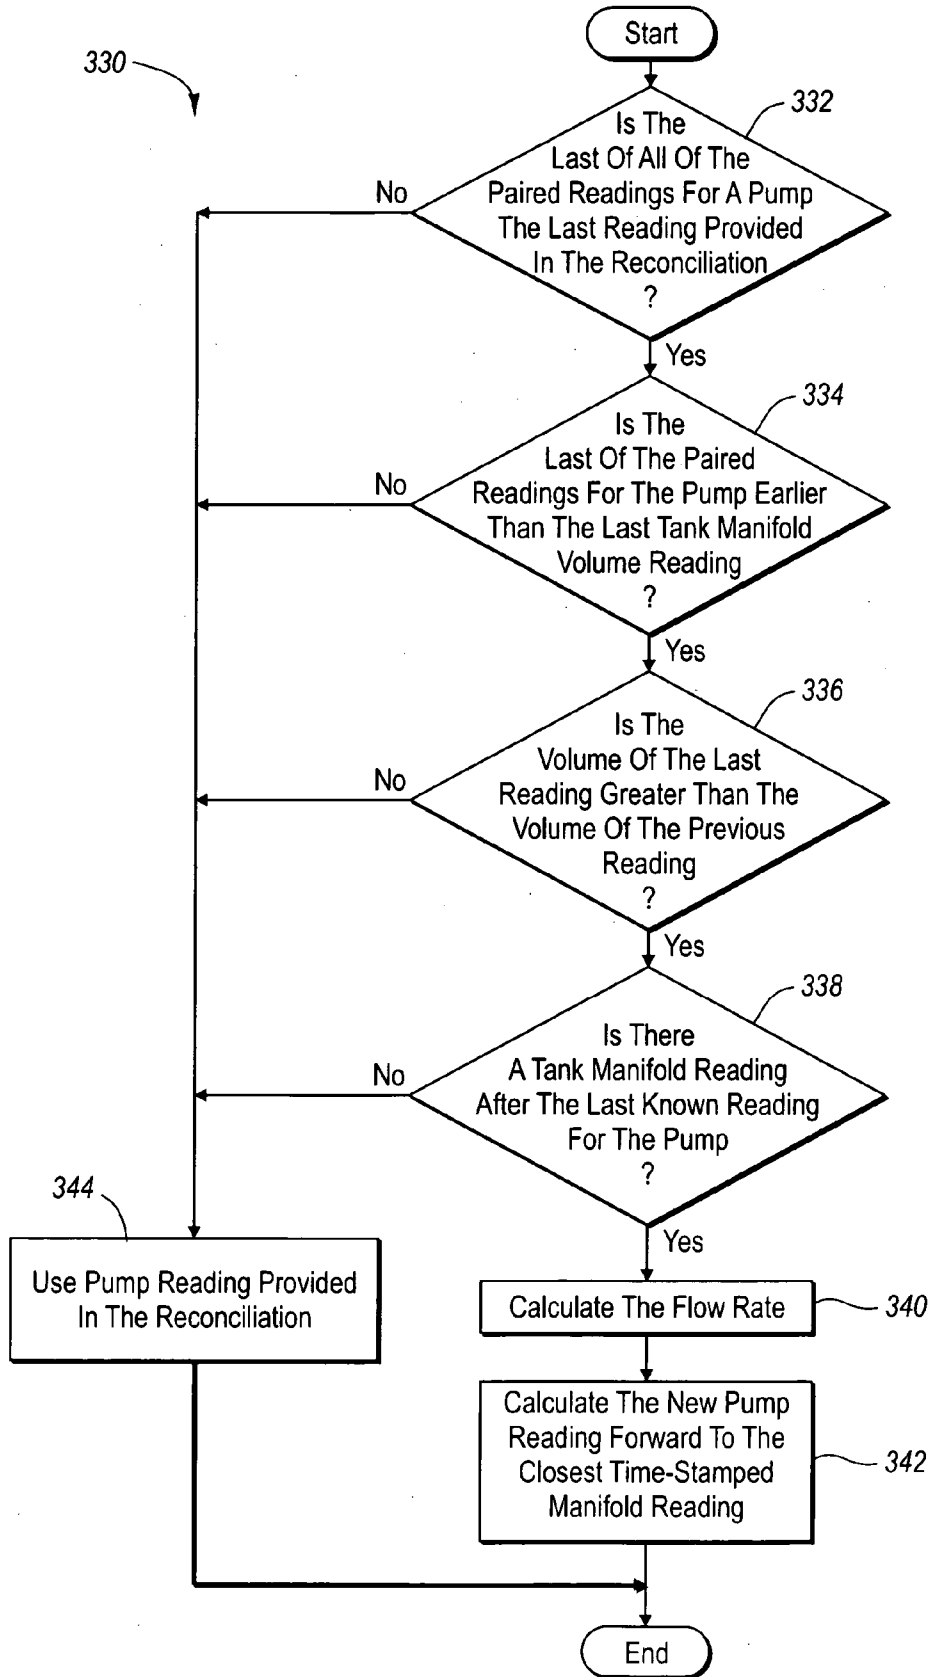 Start
330
332
Is The
Last Of All Of The
Paired Readings For A Pump
The Last Reading Provided
In The Reconciliation
?
No
Yes
334
Is The
Last Of The Paired
Readings For The Pump Earlier
Than The Last Tank Manifold
Volume Reading
?
No
Yes
336
Is The
Volume Of The Last
Reading Greater Than The
Volume Of The Previous
Reading
?
No
Yes
338
Is There
A Tank Manifold Reading
After The Last Known Reading
For The Pump
?
No
Yes
344
Use Pump Reading Provided
In The Reconciliation
Calculate The Flow Rate
340
Calculate The New Pump
Reading Forward To The
Closest Time-Stamped
Manifold Reading
342
End